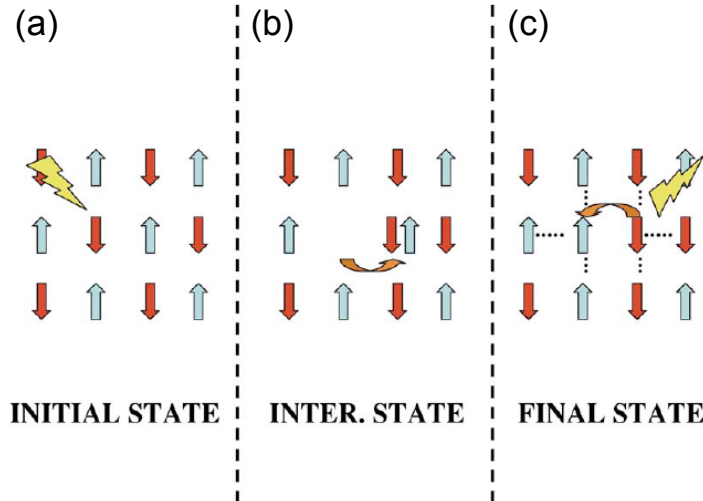 (a)
(b)
(c)
INITIAL STATE
INTER. STATE
FINAL STATE